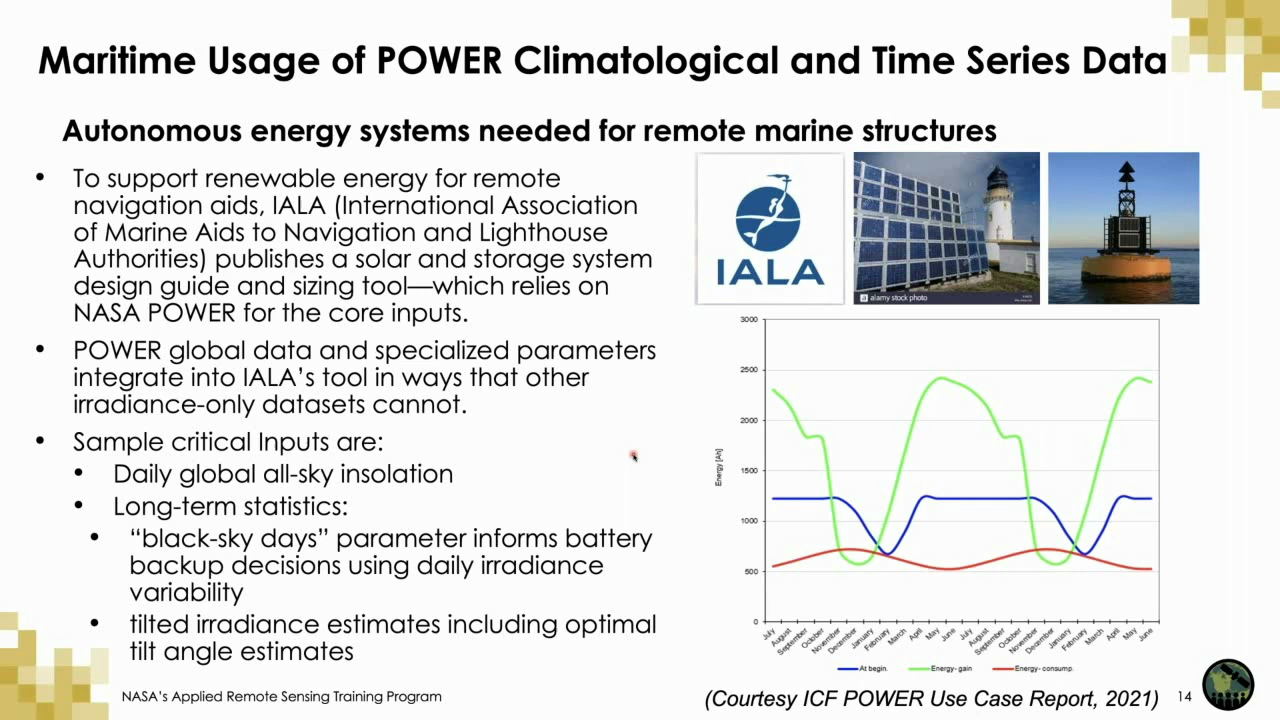 Maritime Usage of POWER Climatological and Time Series Data
Autonomous energy systems needed for remote marine structures
• To support renewable energy for remote
navigation aids, IALA (International Association
of Marine Aids to Navigation and Lighthouse
Authorities) publishes a solar and storage system
design guide and sizing tool—which relies on
NASA POWER for the core inputs.
• POWER global data and specialized parameters
integrate into IALA's tool in ways that other
irradiance-only datasets cannot.
• Sample critical Inputs are:
• Daily global all-sky insolation
• Long-term statistics:
• “black-sky days” parameter informs battery
backup decisions using daily irradiance
variability
• tilted irradiance estimates including optimal
tilt angle estimates
IALA
a alamy stock photo
3000
2500
2000
1500
1000
500
0
Energy [Ah]
July
August
September
October
November
December
January
February
March
April
May
June
July
August
September
October
November
December
January
February
March
April
May
June
At begin.
Energy- gain
Energy- consump.
NASA's Applied Remote Sensing Training Program
(Courtesy ICF POWER Use Case Report, 2021)
14